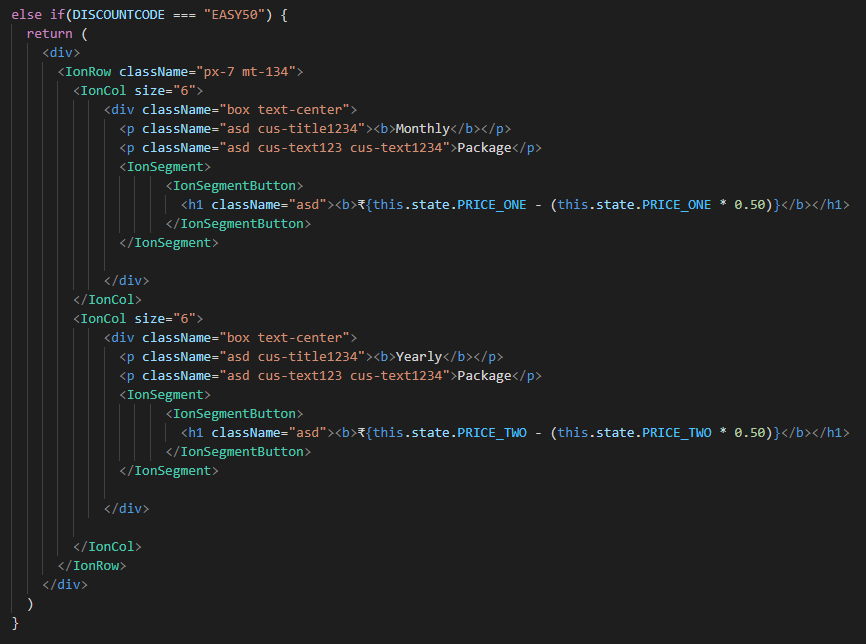 else if(DISCOUNTCODE === "EASY50") {
return (
<div>
<IonRow className="px-7 mt-134">
<IonCol size="6">
<div className="box text-center">
<p className="asd cus-title1234"><b>Monthly</b></p>
<p className="asd cus-text123 cus-text1234">Package</p>
<IonSegment>
<IonSegmentButton>
<h1 className="asd"><b>₹{this.state.PRICE_ONE - (this.state.PRICE_ONE * 0.50)}</b></h1>
</IonSegmentButton>
</IonSegment>
</div>
</IonCol>
<IonCol size="6">
<div className="box text-center">
<p className="asd cus-title1234"><b>Yearly</b></p>
<p className="asd cus-text123 cus-text1234">Package</p>
<IonSegment>
<IonSegmentButton>
<h1 className="asd"><b>₹{this.state.PRICE_TWO - (this.state.PRICE_TWO * 0.50)}</b></h1>
</IonSegmentButton>
</IonSegment>
</div>
</IonCol>
</IonRow>
</div>
)
}